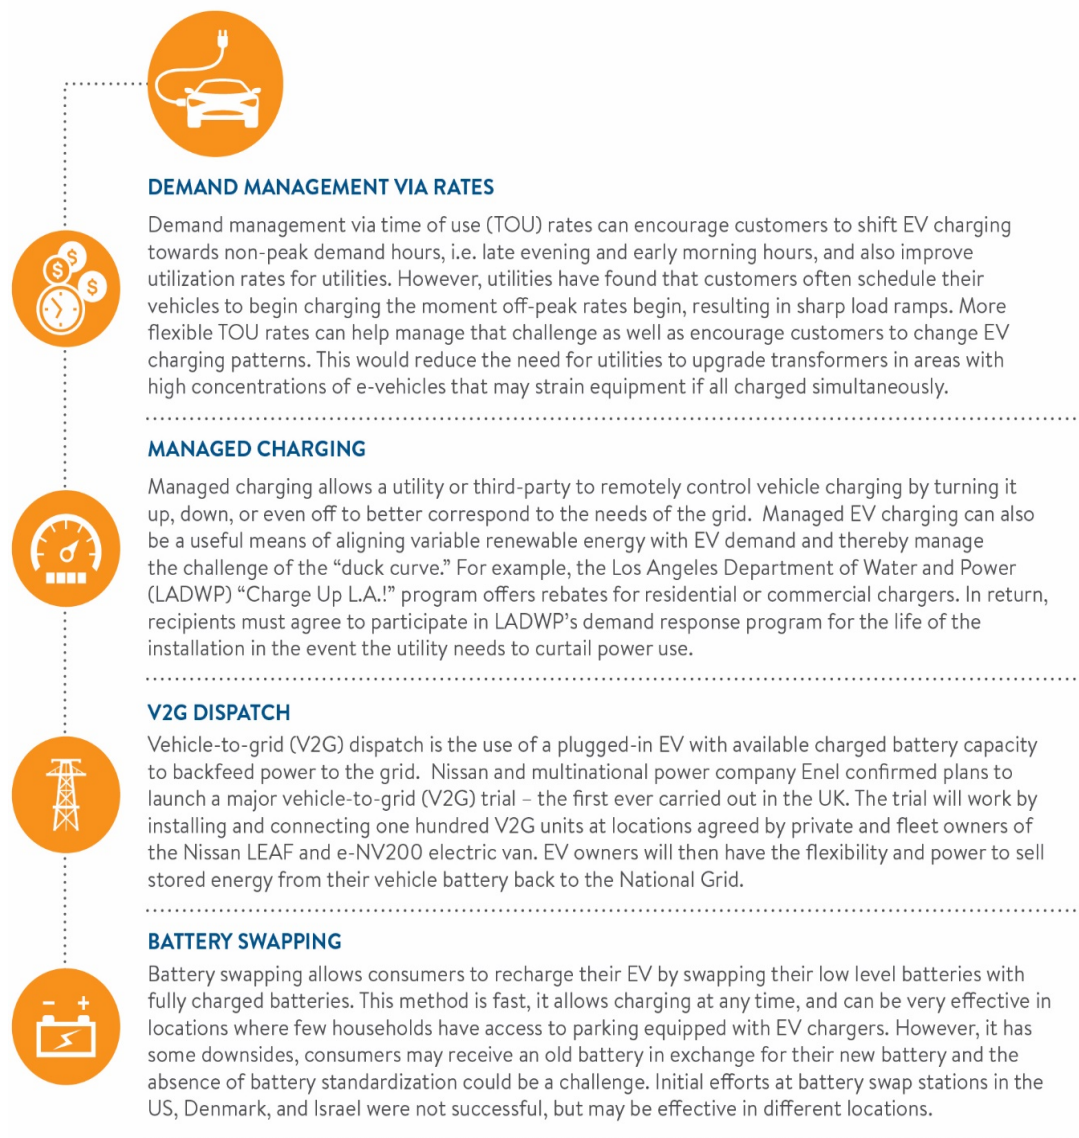 DEMAND MANAGEMENT VIA RATES
Demand management via time of use (TOU) rates can encourage customers to shift EV charging
towards non-peak demand hours, i.e. late evening and early morning hours, and also improve
utilization rates for utilities. However, utilities have found that customers often schedule their
vehicles to begin charging the moment off-peak rates begin, resulting in sharp load ramps. More
flexible TOU rates can help manage that challenge as well as encourage customers to change EV
charging patterns. This would reduce the need for utilities to upgrade transformers in areas with
high concentrations of e-vehicles that may strain equipment if all charged simultaneously.
MANAGED CHARGING
Managed charging allows a utility or third-party to remotely control vehicle charging by turning it
up, down, or even off to better correspond to the needs of the grid.  Managed EV charging can also
be a useful means of aligning variable renewable energy with EV demand and thereby manage
the challenge of the “duck curve.” For example, the Los Angeles Department of Water and Power
(LADWP) “Charge Up L.A.!” program offers rebates for residential or commercial chargers. In return,
recipients must agree to participate in LADWP’s demand response program for the life of the
installation in the event the utility needs to curtail power use.
V2G DISPATCH
Vehicle-to-grid (V2G) dispatch is the use of a plugged-in EV with available charged battery capacity
to backfeed power to the grid.  Nissan and multinational power company Enel confirmed plans to
launch a major vehicle-to-grid (V2G) trial – the first ever carried out in the UK. The trial will work by
installing and connecting one hundred V2G units at locations agreed by private and fleet owners of
the Nissan LEAF and e-NV200 electric van. EV owners will then have the flexibility and power to sell
stored energy from their vehicle battery back to the National Grid.
BATTERY SWAPPING
Battery swapping allows consumers to recharge their EV by swapping their low level batteries with
fully charged batteries. This method is fast, it allows charging at any time, and can be very effective in
locations where few households have access to parking equipped with EV chargers. However, it has
some downsides, consumers may receive an old battery in exchange for their new battery and the
absence of battery standardization could be a challenge. Initial efforts at battery swap stations in the
US, Denmark, and Israel were not successful, but may be effective in different locations.